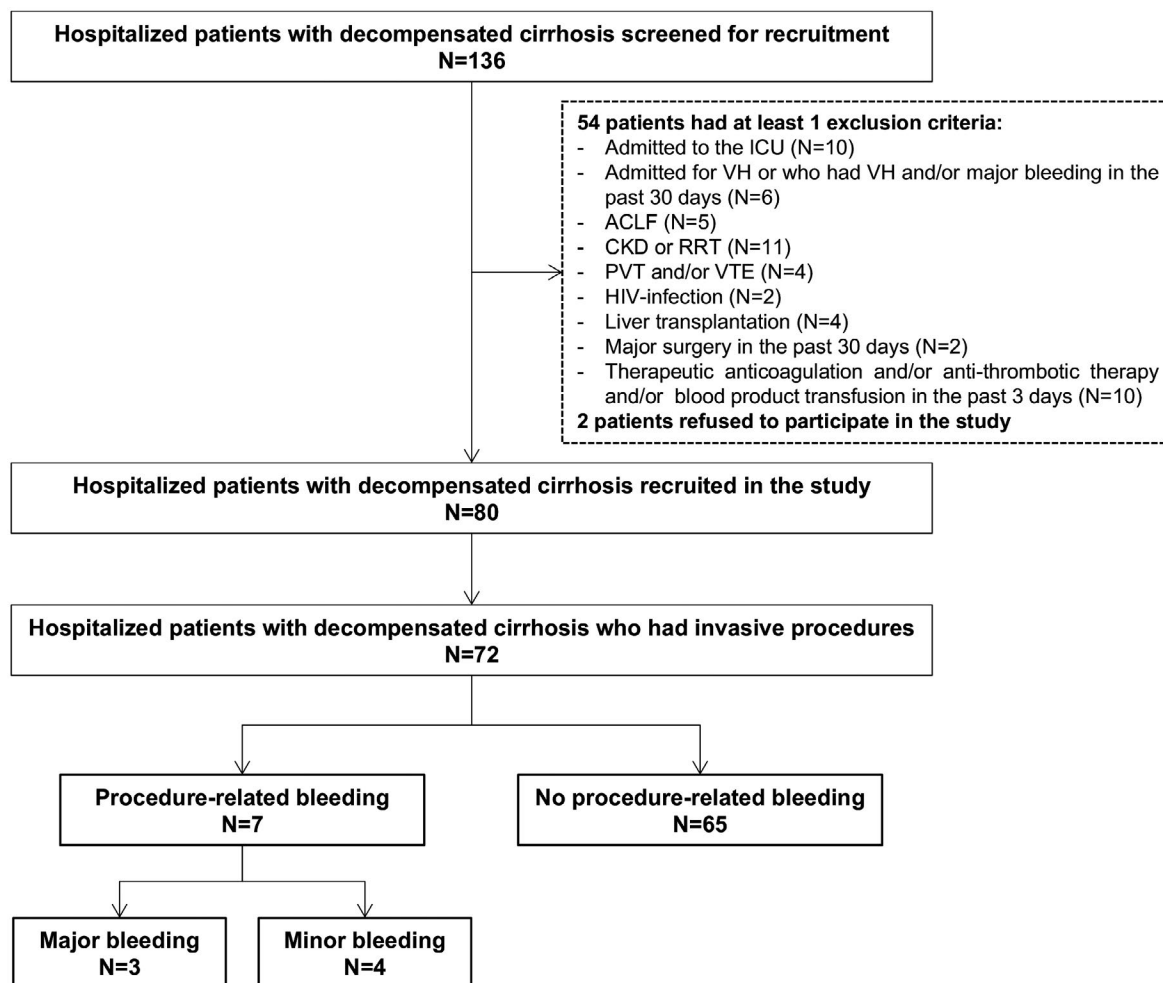 Hospitalized patients with decompensated cirrhosis screened for recruitment
N=136
54 patients had at least 1 exclusion criteria:
- Admitted to the ICU (N=10)
- Admitted for VH or who had VH and/or major bleeding in the
past 30 days (N=6)
- ACLF (N=5)
- CKD or RRT (N=11)
- PVT and/or VTE (N=4)
- HIV-infection (N=2)
- Liver transplantation (N=4)
- Major surgery in the past 30 days (N=2)
- Therapeutic anticoagulation and/or anti-thrombotic therapy
and/or blood product transfusion in the past 3 days (N=10)
2 patients refused to participate in the study
Hospitalized patients with decompensated cirrhosis recruited in the study
N=80
Hospitalized patients with decompensated cirrhosis who had invasive procedures
N=72
Procedure-related bleeding
N=7
No procedure-related bleeding
N=65
Major bleeding
N=3
Minor bleeding
N=4